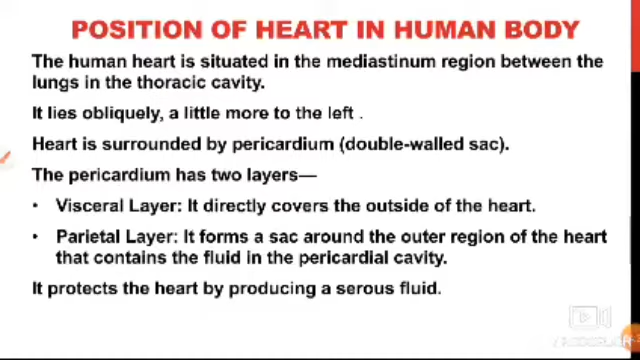 POSITION OF HEART IN HUMAN BODY
The human heart is situated in the mediastinum region between the
lungs in the thoracic cavity.
It lies obliquely, a little more to the left .
Heart is surrounded by pericardium (double-walled sac).
The pericardium has two layers—
• Visceral Layer: It directly covers the outside of the heart.
• Parietal Layer: It forms a sac around the outer region of the heart
that contains the fluid in the pericardial cavity.
It protects the heart by producing a serous fluid.